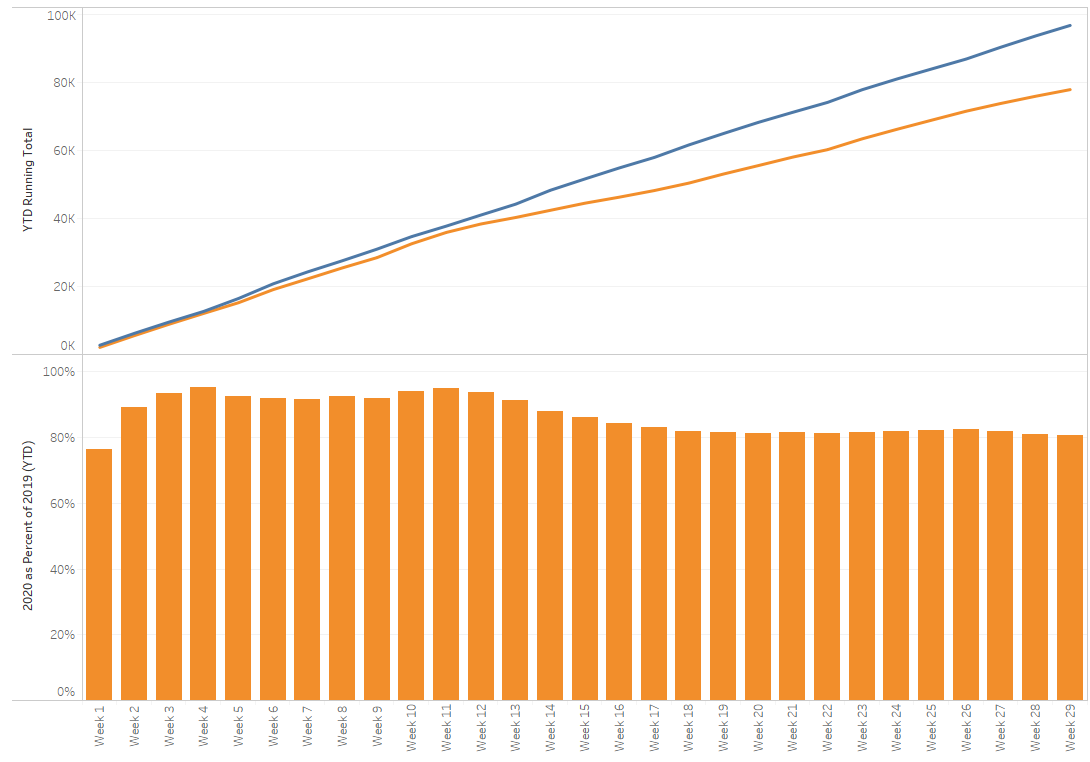 YTD Running Total
100K
80K
60K
40K
20K
0K
2020 as Percent of 2019 (YTD)
100%
80%
60%
40%
20%
0%
Week 1
Week 2
Week 3
Week 4
Week 5
Week 6
Week 7
Week 8
Week 9
Week 10
Week 11
Week 12
Week 13
Week 14
Week 15
Week 16
Week 17
Week 18
Week 19
Week 20
Week 21
Week 22
Week 23
Week 24
Week 25
Week 26
Week 27
Week 28
Week 29